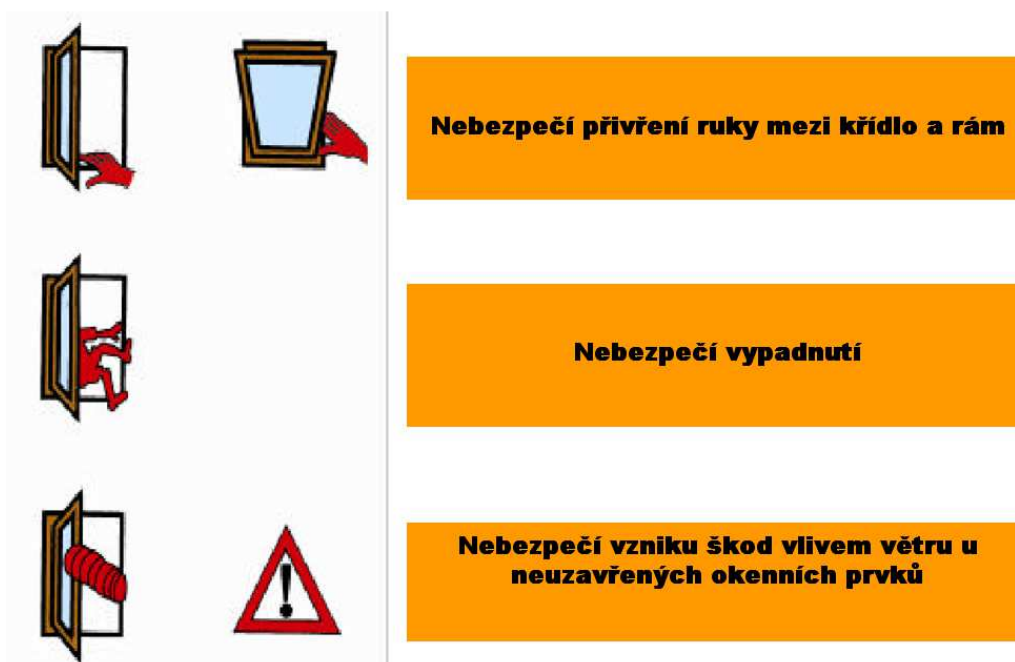 Nebezpečí přivření ruky mezi křídlo a rám
Nebezpečí vypadnutí
Nebezpečí vzniku škod vlivem větru u
neuzavřených okenních prvků